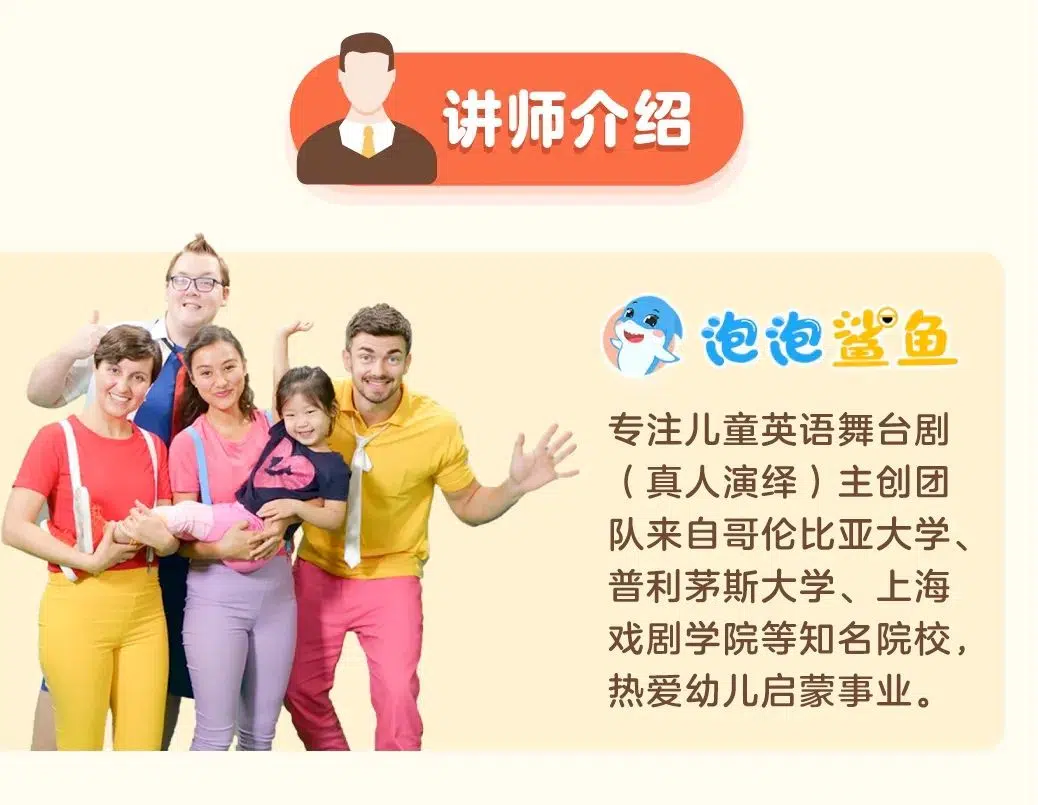 讲师介绍
泡泡鲨鱼
专注儿童英语舞台剧
（真人演绎）主创团
队来自哥伦比亚大学、
普利茅斯大学、上海
戏剧学院等知名院校，
热爱幼儿启蒙事业。